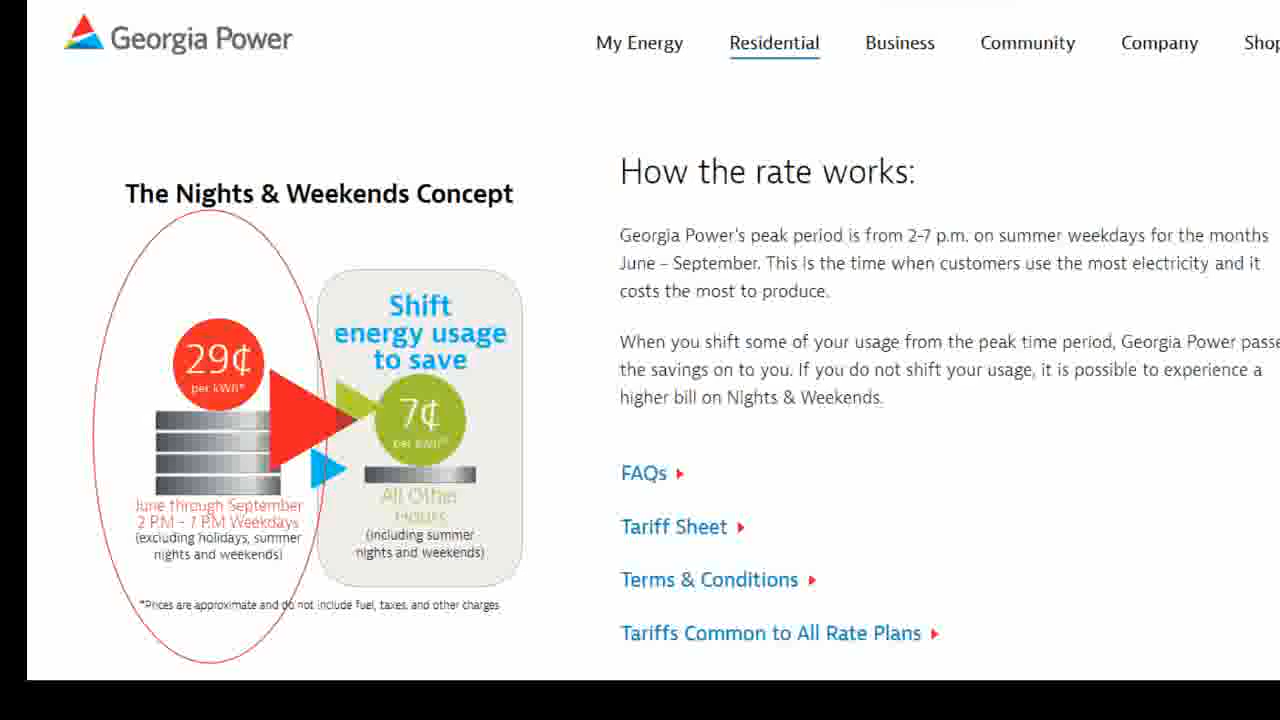 Georgia Power
My Energy Residential Business Community Company Shop
The Nights & Weekends Concept
29¢
per kWh*
June through September
2 P.M - 7 P.M Weekdays
(excluding holidays, summer
nights and weekends)
Shift
energy usage
to save
7¢
per kWh*
All Other
Hours
(including summer
nights and weekends)
*Prices are approximate and do not include fuel, taxes, and other charges
How the rate works:
Georgia Power's peak period is from 2-7 p.m. on summer weekdays for the months
June – September. This is the time when customers use the most electricity and it
costs the most to produce.
When you shift some of your usage from the peak time period, Georgia Power passe
the savings on to you. If you do not shift your usage, it is possible to experience a
higher bill on Nights & Weekends.
FAQs
Tariff Sheet
Terms & Conditions
Tariffs Common to All Rate Plans